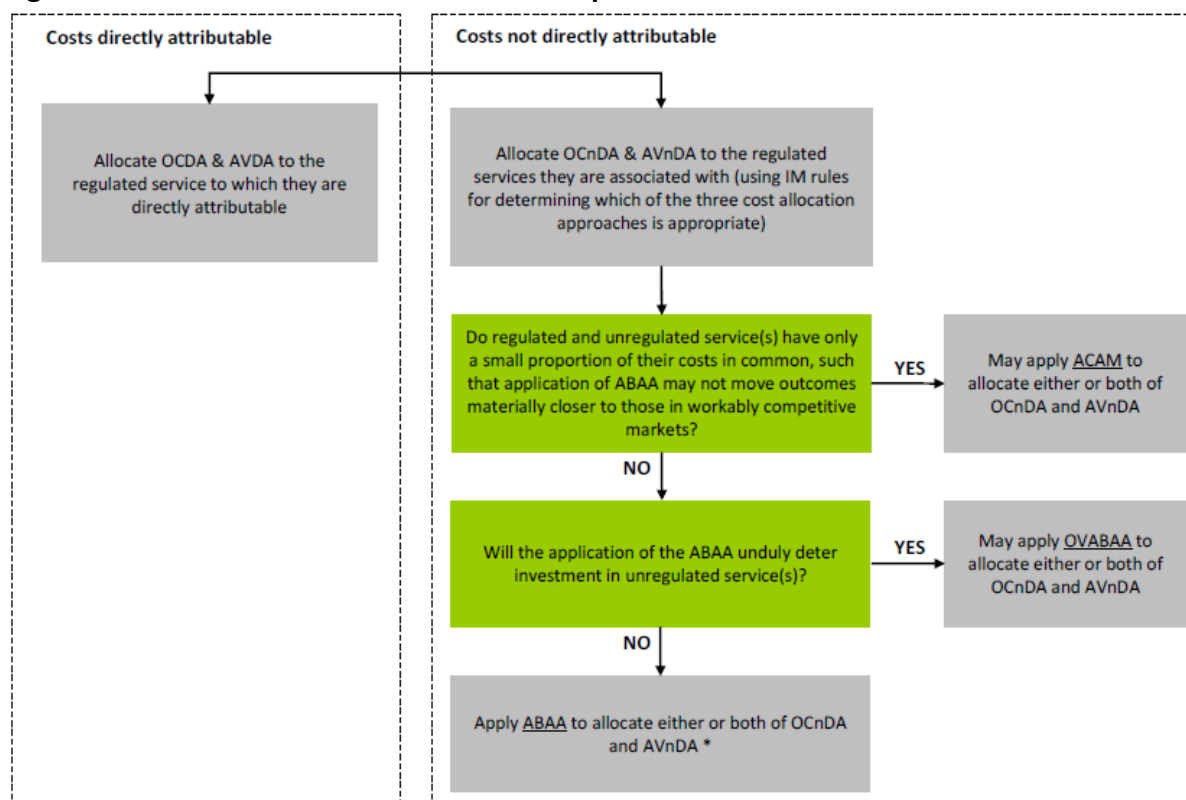 Costs directly attributable
Costs not directly attributable
Allocate OCDA & AVDA to the
regulated service to which they are
directly attributable
Allocate OCnDA & AVnDA to the regulated
services they are associated with (using IM rules
for determining which of the three cost allocation
approaches is appropriate)
Do regulated and unregulated service(s) have only
a small proportion of their costs in common, such
that application of ABAA may not move outcomes
materially closer to those in workably competitive
markets?
YES
May apply ACAM to
allocate either or both of
OCnDA and AVnDA
NO
Will the application of the ABAA unduly deter
investment in unregulated service(s)?
YES
May apply OVABAA to
allocate either or both of
OCnDA and AVnDA
NO
Apply ABAA to allocate either or both of OCnDA
and AVnDA *